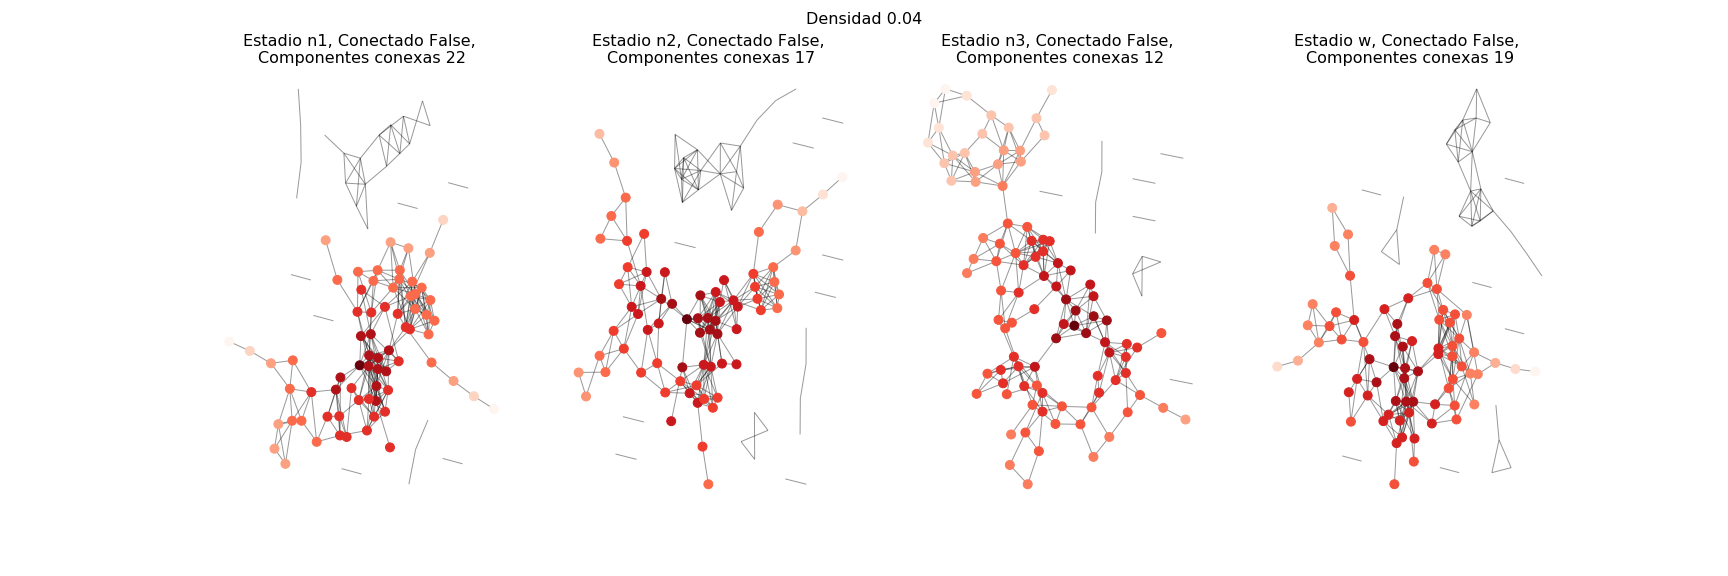 Densidad 0.04
Estadio n1, Conectado False,
Componentes conexas 22
Estadio n2, Conectado False,
Componentes conexas 17
Estadio n3, Conectado False,
Componentes conexas 12
Estadio w, Conectado False,
Componentes conexas 19